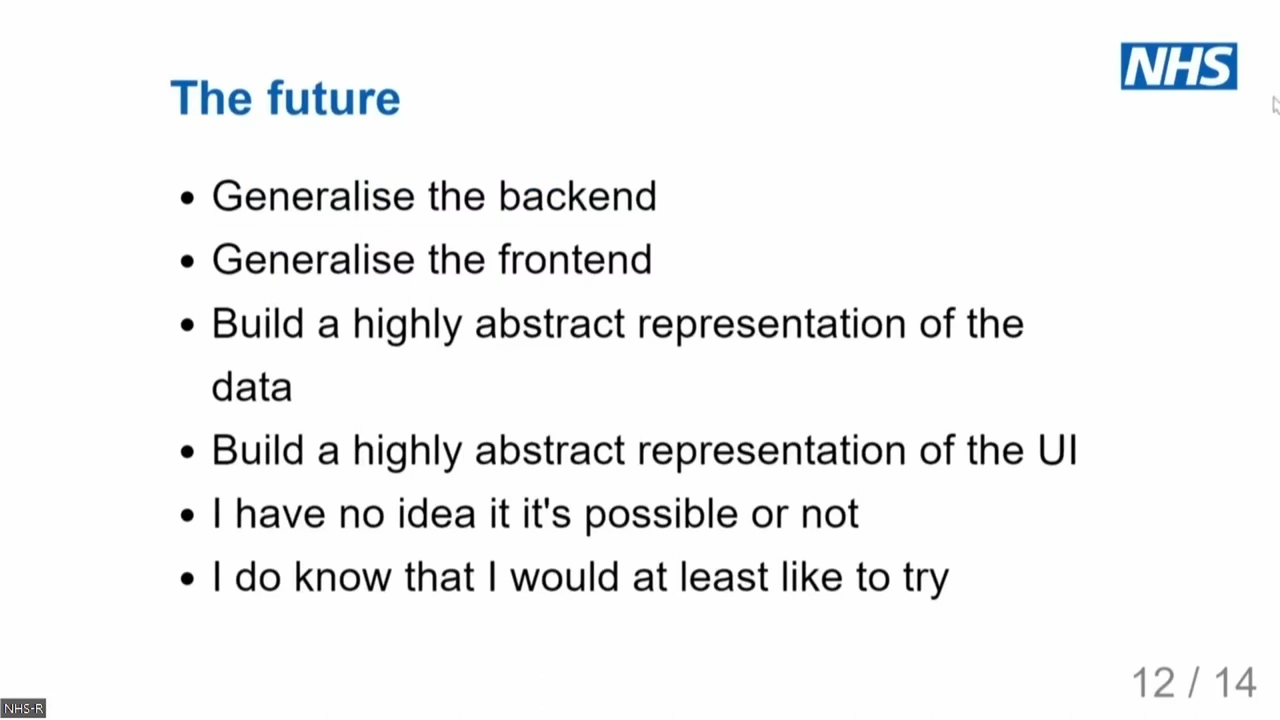 NHS
The future
• Generalise the backend
• Generalise the frontend
• Build a highly abstract representation of the
data
• Build a highly abstract representation of the UI
• I have no idea it it's possible or not
• I do know that I would at least like to try
12 / 14
NHS-R